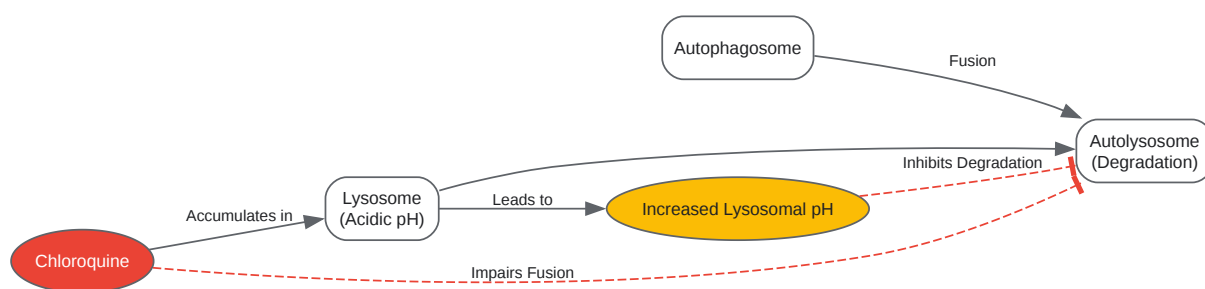 Autophagosome
Fusion
Autolysosome
(Degradation)
Inhibits Degradation
Lysosome
(Acidic pH)
Leads to
Increased Lysosomal pH
Accumulates in
Chloroquine
Impairs Fusion